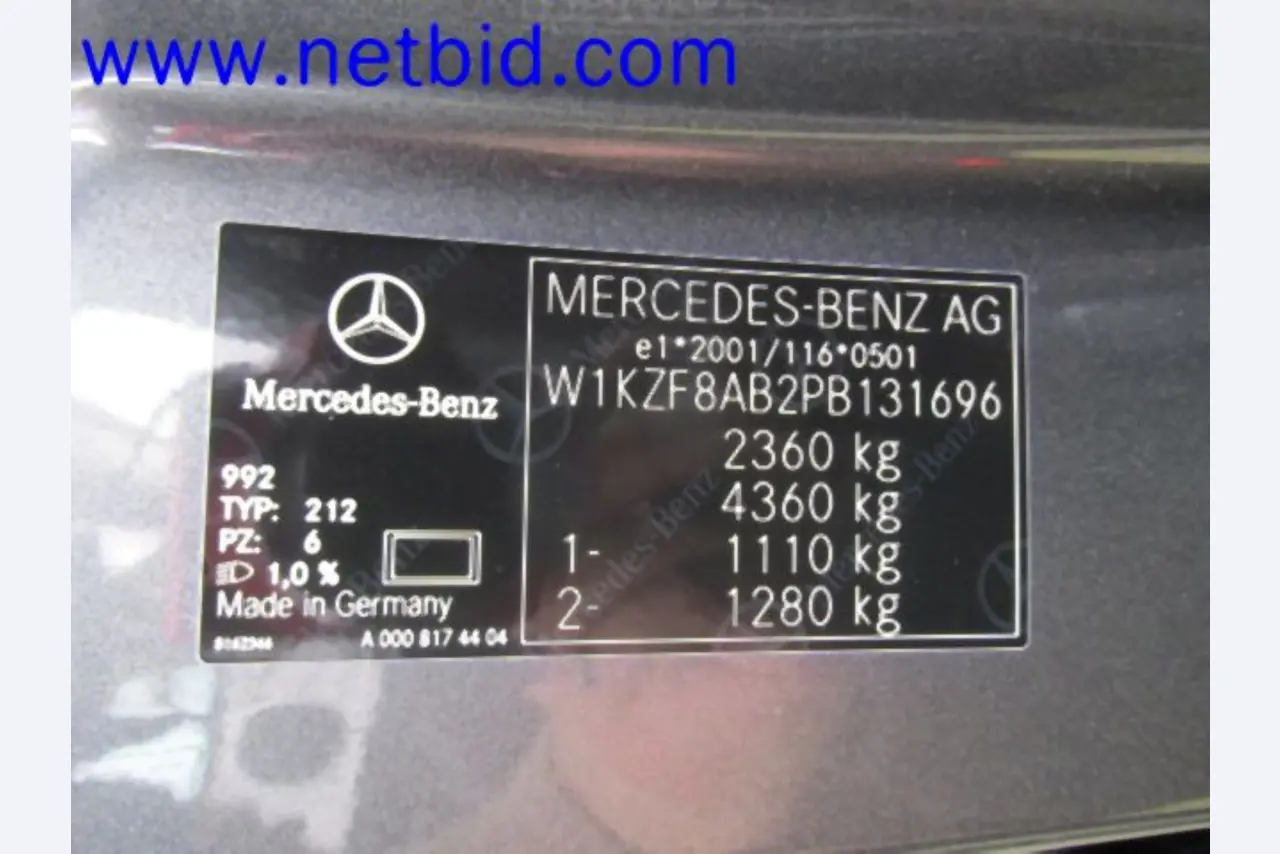 www.netbid.com
Mercedes-Benz
992
TYP: 212
PZ: 6
1,0 %
Made in Germany
A 000 817 44 04
MERCEDES-BENZ AG
e1*2001/116*0501
W1KZF8AB2PB131696
2360 kg
4360 kg
1- 1110 kg
2- 1280 kg